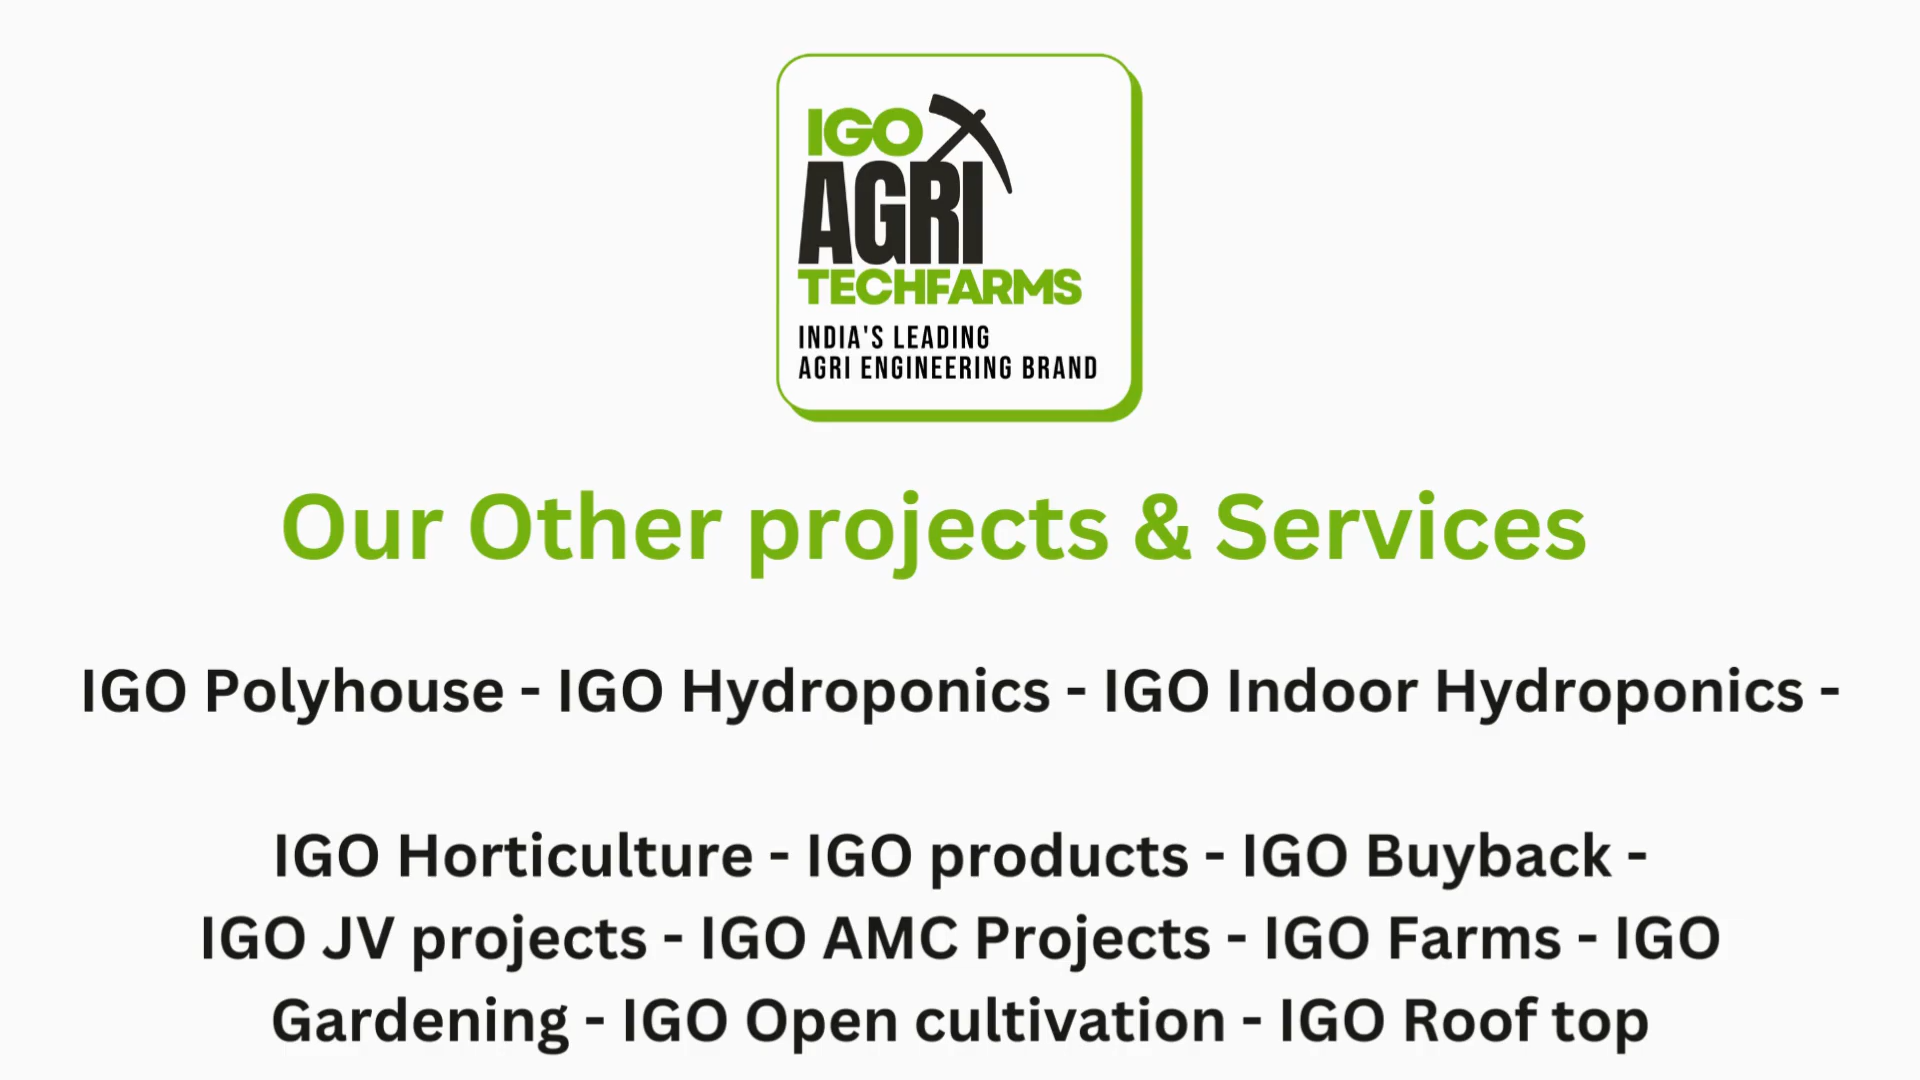 IGO
AGRI
TECHFARMS
INDIA'S LEADING
AGRI ENGINEERING BRAND
Our Other projects & Services
IGO Polyhouse - IGO Hydroponics - IGO Indoor Hydroponics -
IGO Horticulture - IGO products - IGO Buyback -
IGO JV projects - IGO AMC Projects - IGO Farms - IGO
Gardening - IGO Open cultivation - IGO Roof top